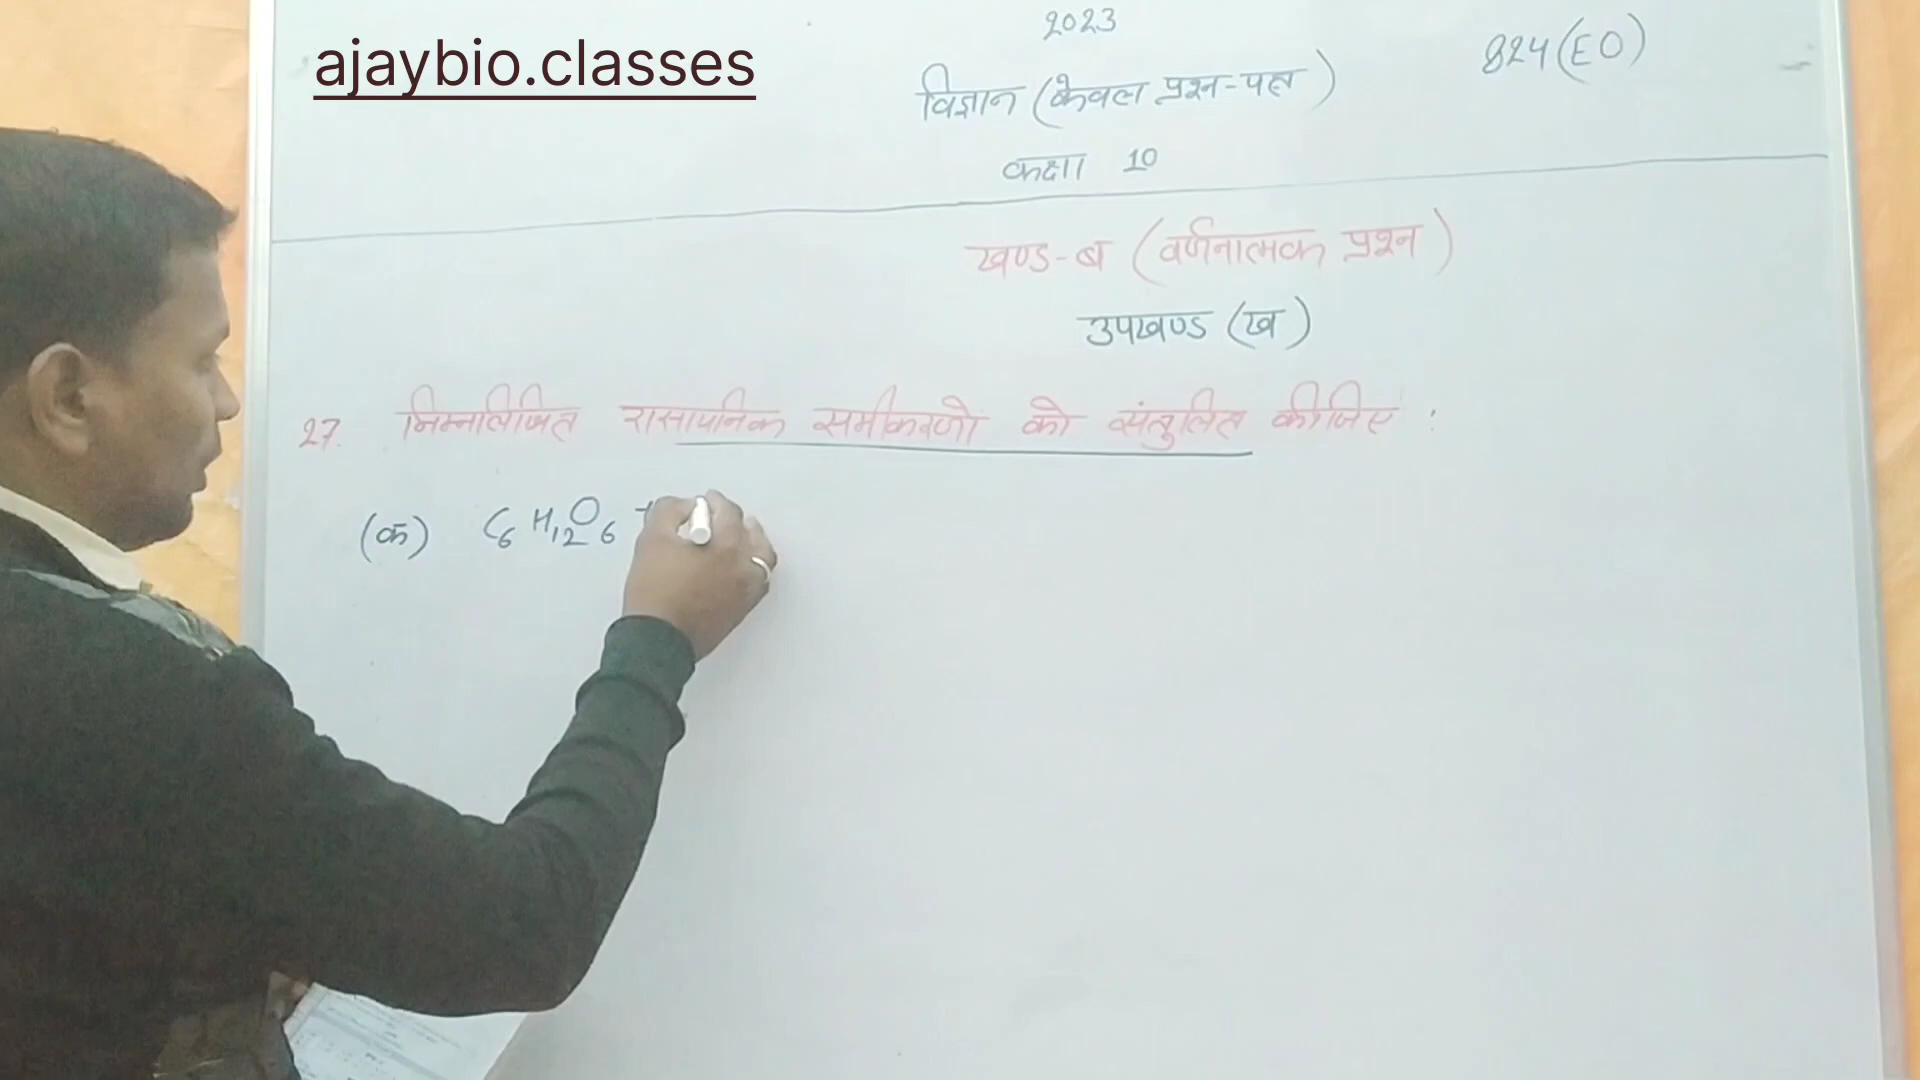 ajaybio.classes
2023
824(EO)
विज्ञान (केवल प्रश्न-पत्र)
कक्षा 10
खण्ड-ब (वर्णनात्मक प्रश्न)
उपखण्ड (ख)
27. निम्नलिखित रासायनिक समीकरणो को संतुलित कीजिए :
(क) C₆H₁₂O₆ +